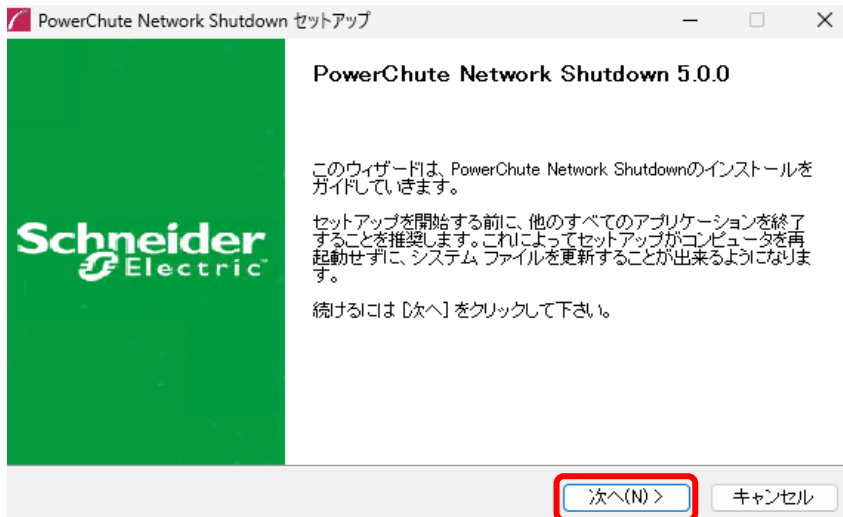 PowerChute Network Shutdown セットアップ
PowerChute Network Shutdown 5.0.0
このウィザードは、PowerChute Network Shutdownのインストールを
ガイドしていきます。
セットアップを開始する前に、他のすべてのアプリケーションを終了
することを推奨します。これによってセットアップがコンピュータを再
起動せずに、システム ファイルを更新することが出来るようになりま
す。
続けるには [次へ] をクリックして下さい。
Schneider
Electric™
次へ(N) >
キャンセル